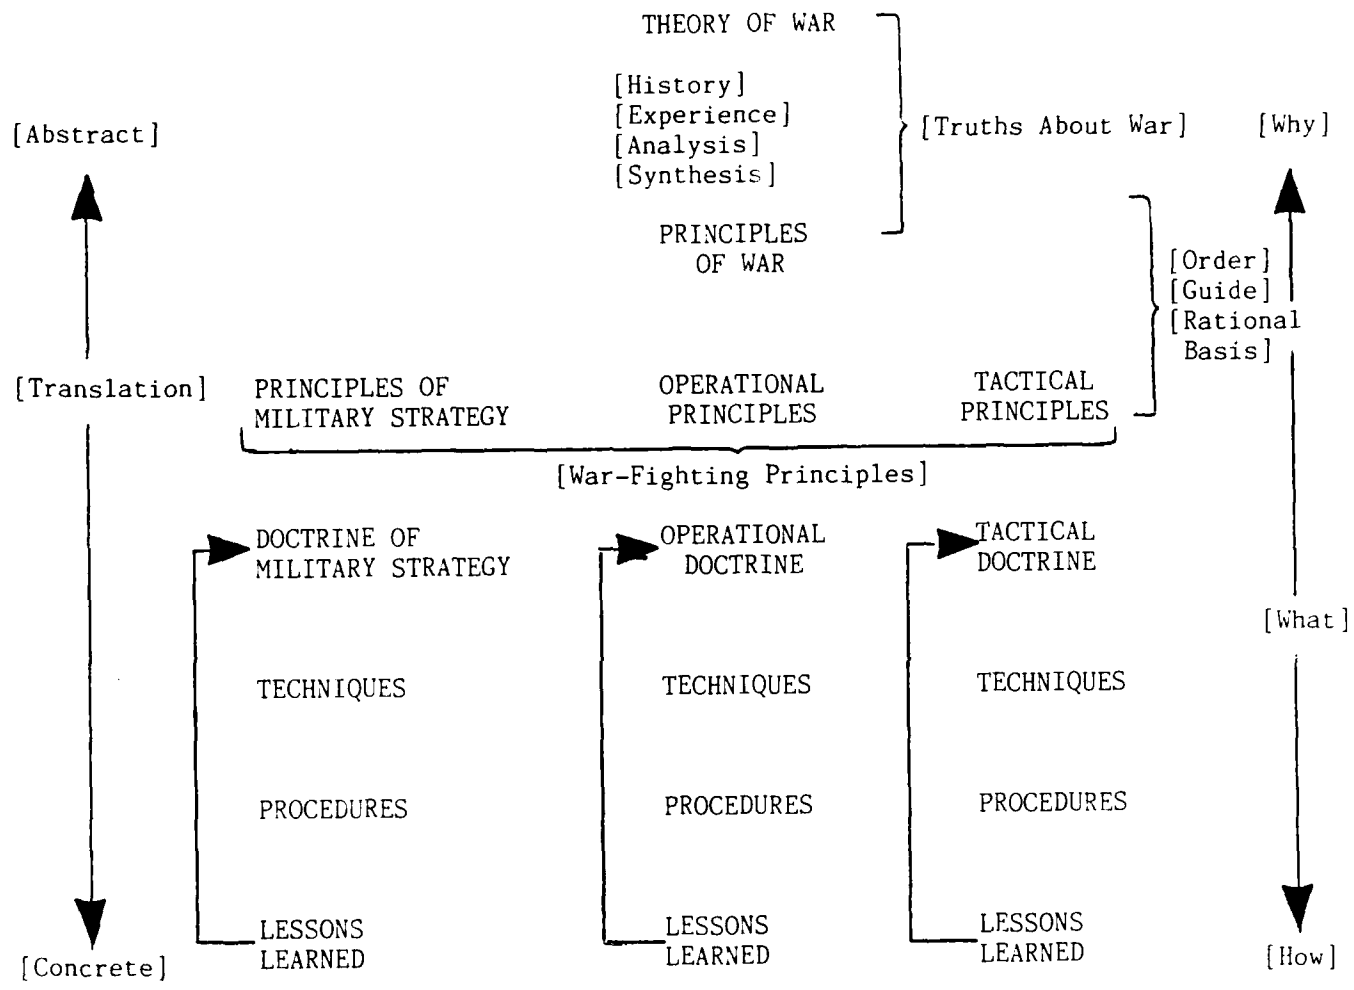 THEORY OF WAR
[History]
[Experience]
[Analysis]
[Synthesis]
[Abstract]
[Truths About War]
[Why]
PRINCIPLES
OF WAR
[Order]
[Guide]
[Rational
Basis]
[Translation]
PRINCIPLES OF
MILITARY STRATEGY
OPERATIONAL
PRINCIPLES
TACTICAL
PRINCIPLES
[War-Fighting Principles]
DOCTRINE OF
MILITARY STRATEGY
OPERATIONAL
DOCTRINE
TACTICAL
DOCTRINE
[What]
TECHNIQUES
TECHNIQUES
TECHNIQUES
PROCEDURES
PROCEDURES
PROCEDURES
LESSONS
LEARNED
LESSONS
LEARNED
LESSONS
LEARNED
[Concrete]
[How]